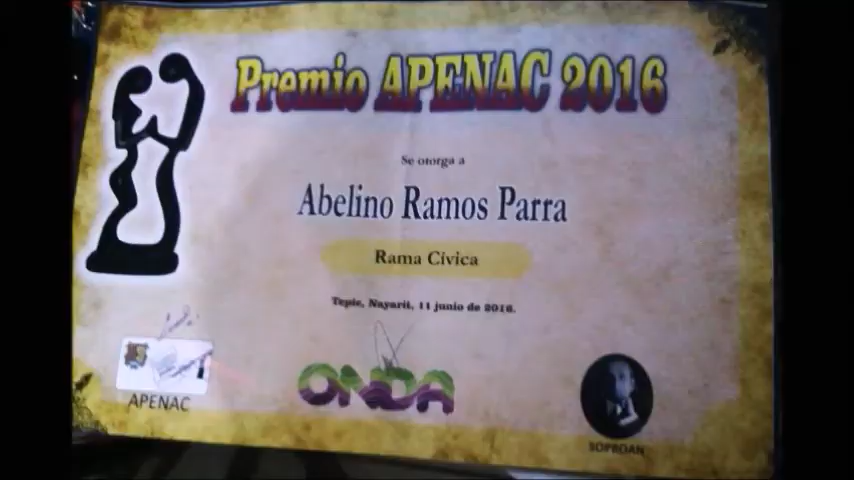 Premio APENAC 2016
Se otorga a
Abelino Ramos Parra
Rama Cívica
Tepic, Nayarit, 11 junio de 2016.
APENAC
ONDA
SOPROAN